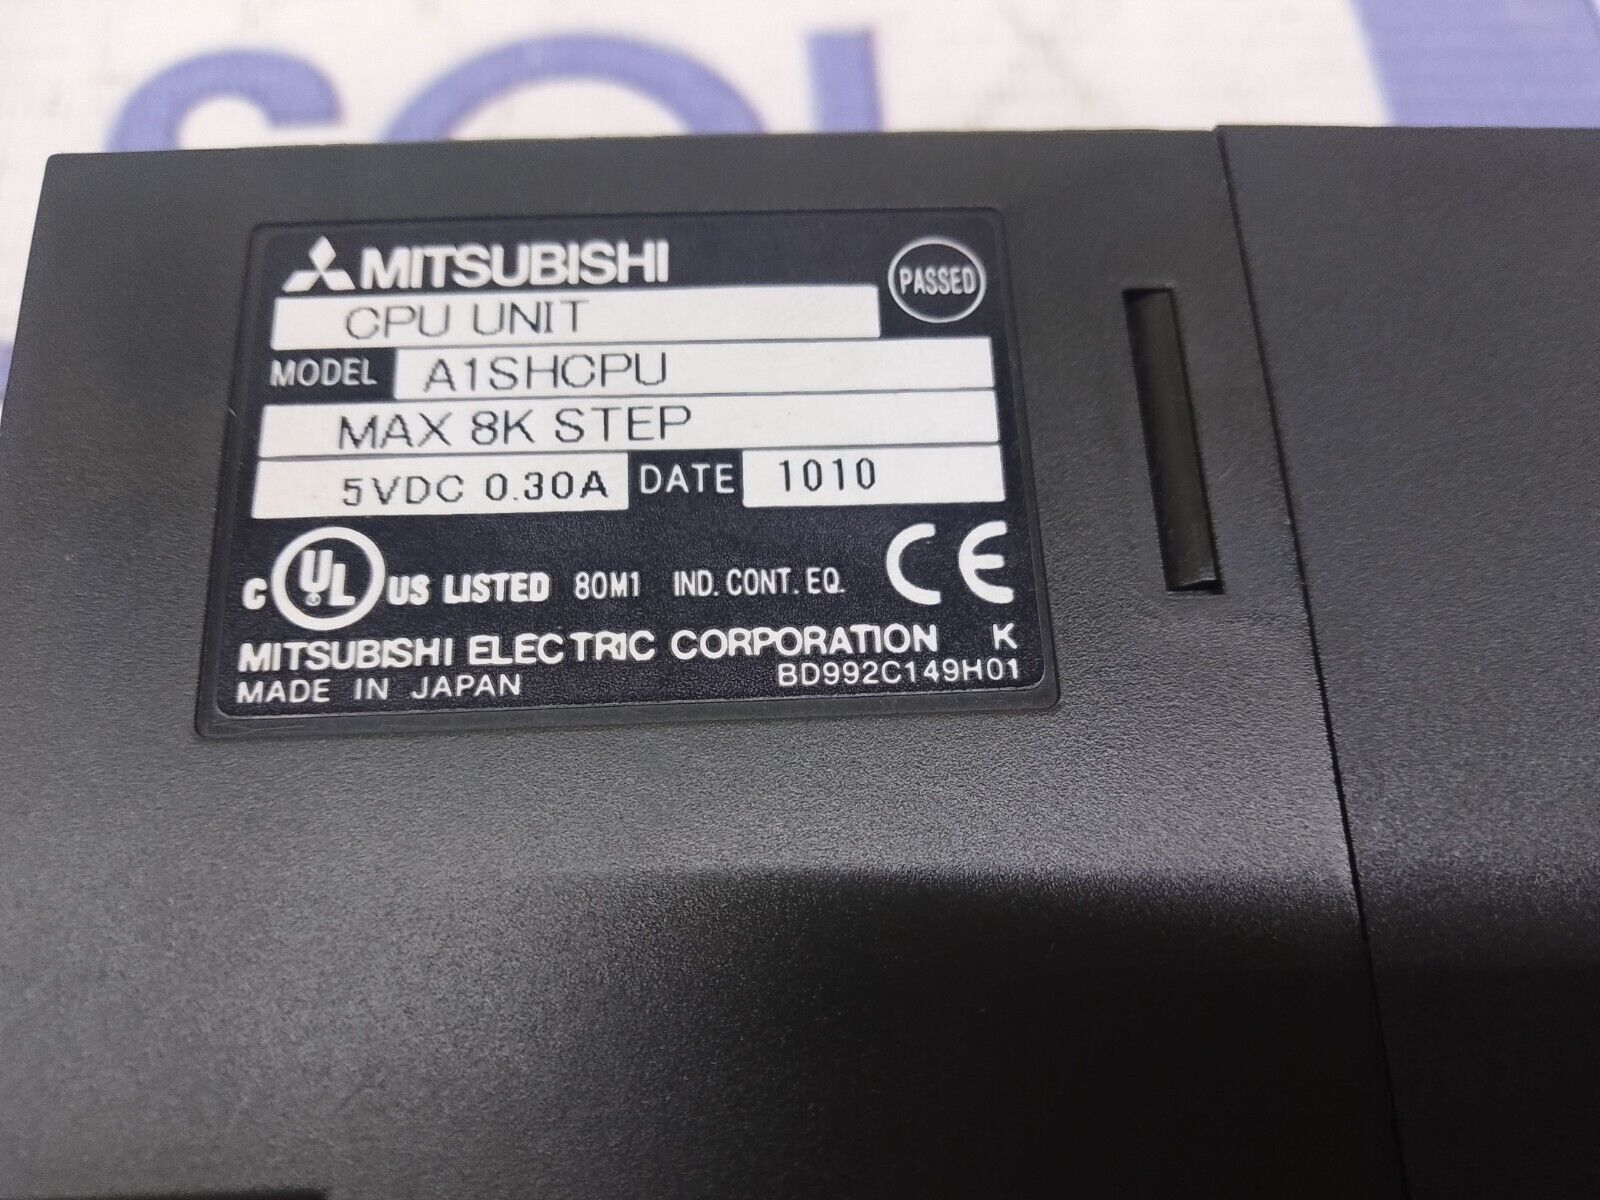 SOL
MITSUBISHI
PASSED
CPU UNIT
MODEL A1SHCPU
MAX 8K STEP
5VDC 0.30A DATE 1010
C UL US LISTED 80M1 IND. CONT. EQ. CE
MITSUBISHI ELECTRIC CORPORATION K
MADE IN JAPAN BD992C149H01